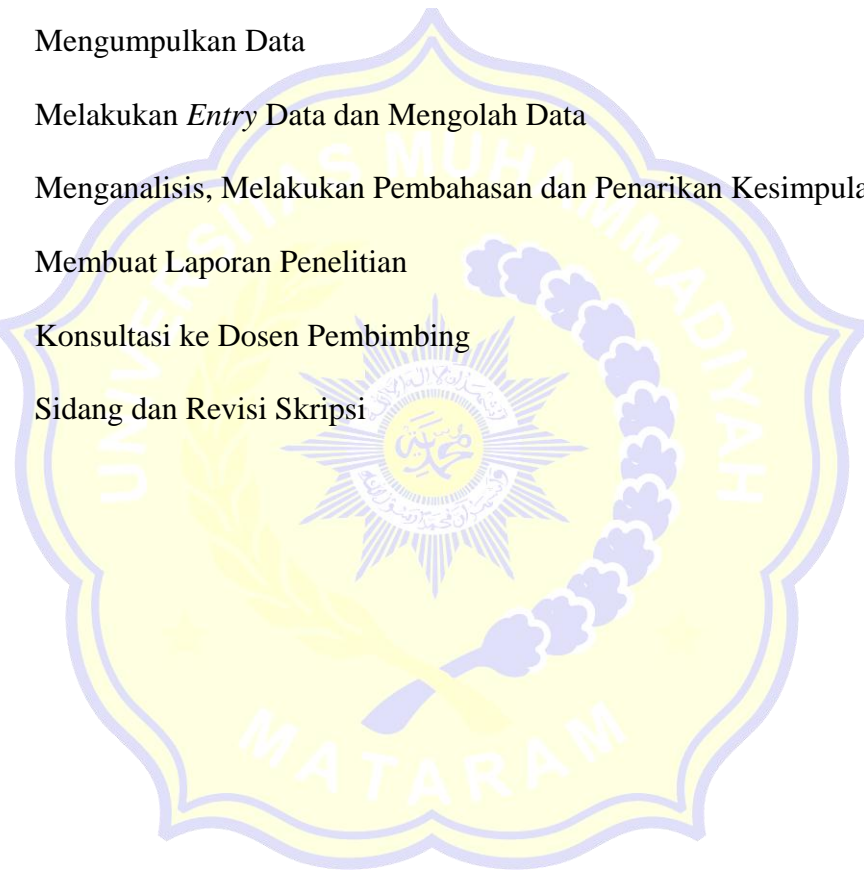 Mengumpulkan Data
Melakukan Entry Data dan Mengolah Data
Menganalisis, Melakukan Pembahasan dan Penarikan Kesimpula
Membuat Laporan Penelitian
Konsultasi ke Dosen Pembimbing
Sidang dan Revisi Skripsi
UNIVERSITAS MUHAMMADIYAH
MATARAM